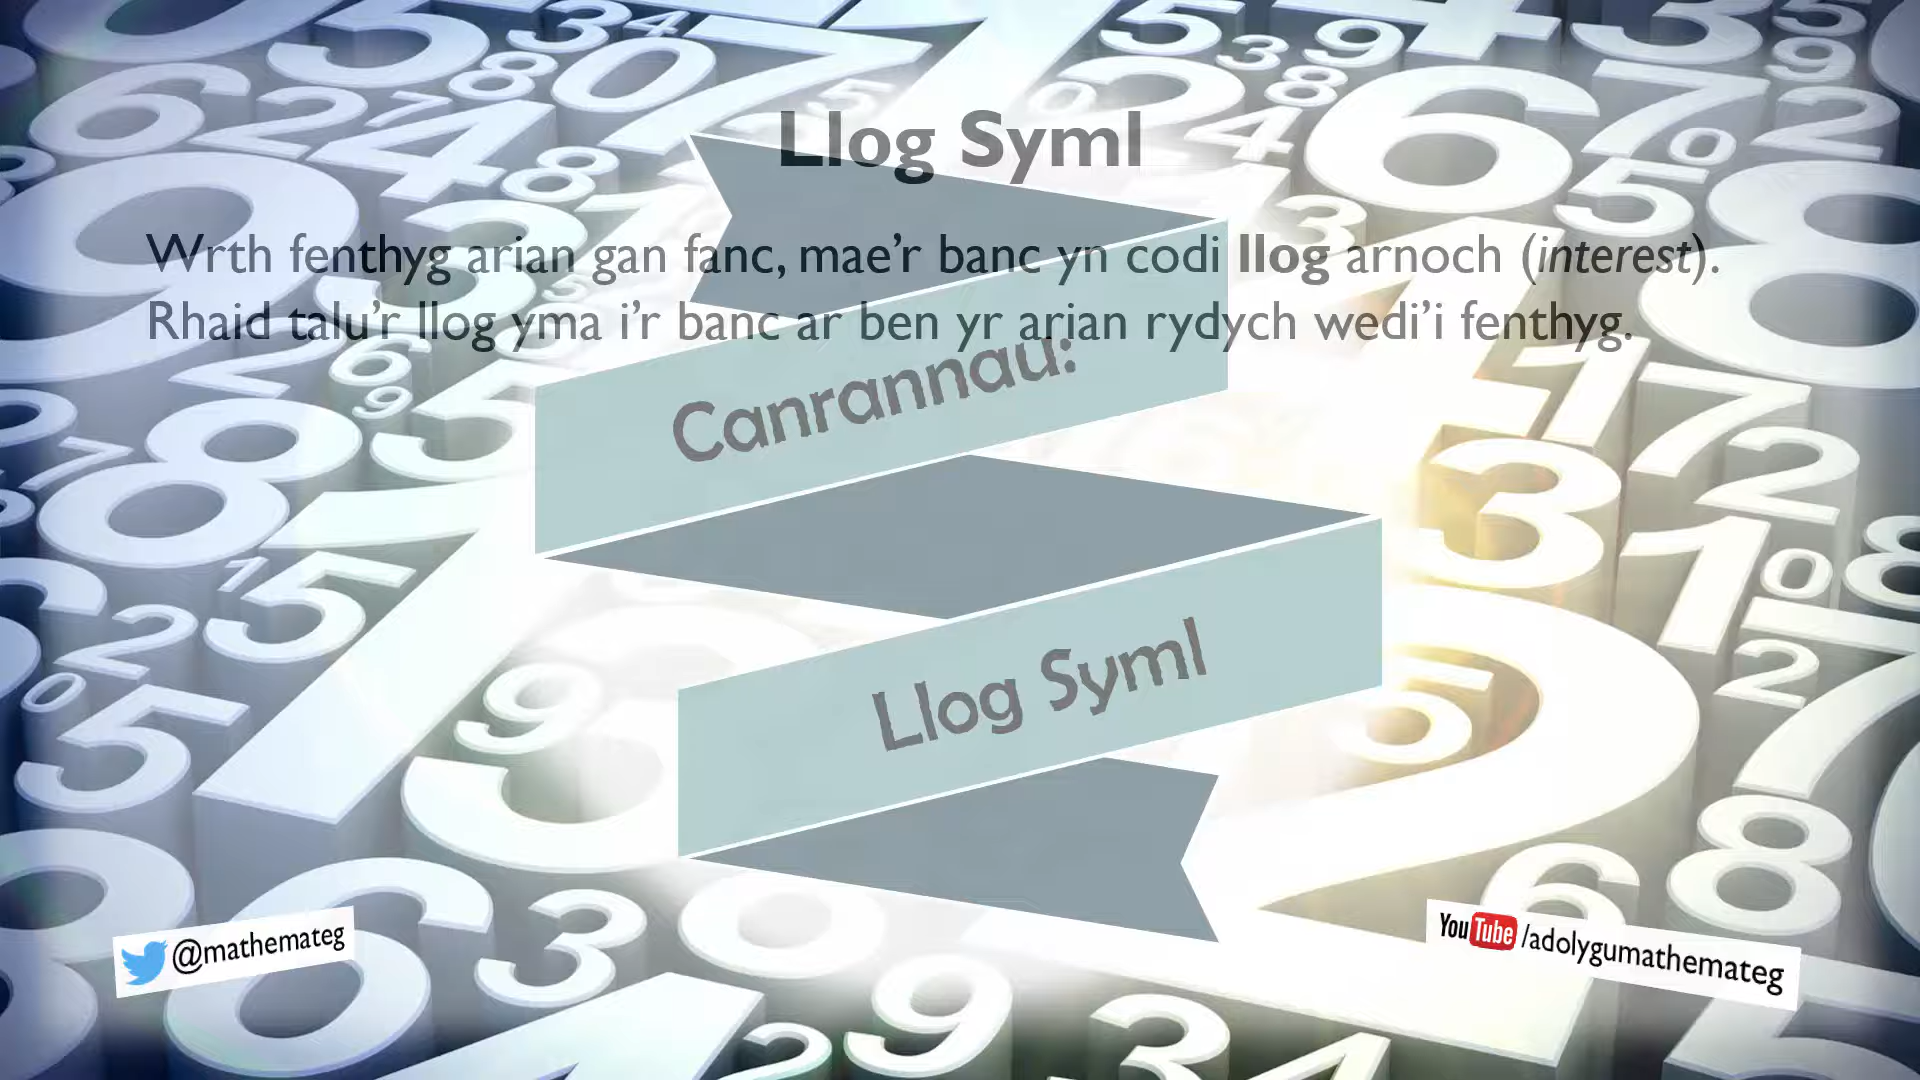 Llog Syml
Wrth fenthyg arian gan fanc, mae’r banc yn codi llog arnoch (interest).
Rhaid talu’r llog yma i’r banc ar ben yr arian rydych wedi’i fenthyg.
Canrannau:
Llog Syml
@mathemateg
YouTube /adolygumathemateg